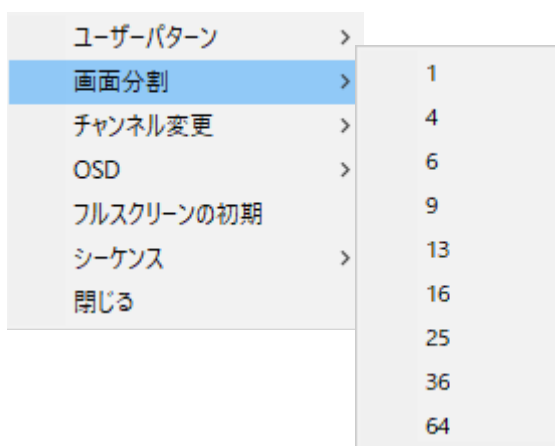 ユーザーパターン
画面分割
チャンネル変更
OSD
フルスクリーンの初期
シーケンス
閉じる
1
4
6
9
13
16
25
36
64